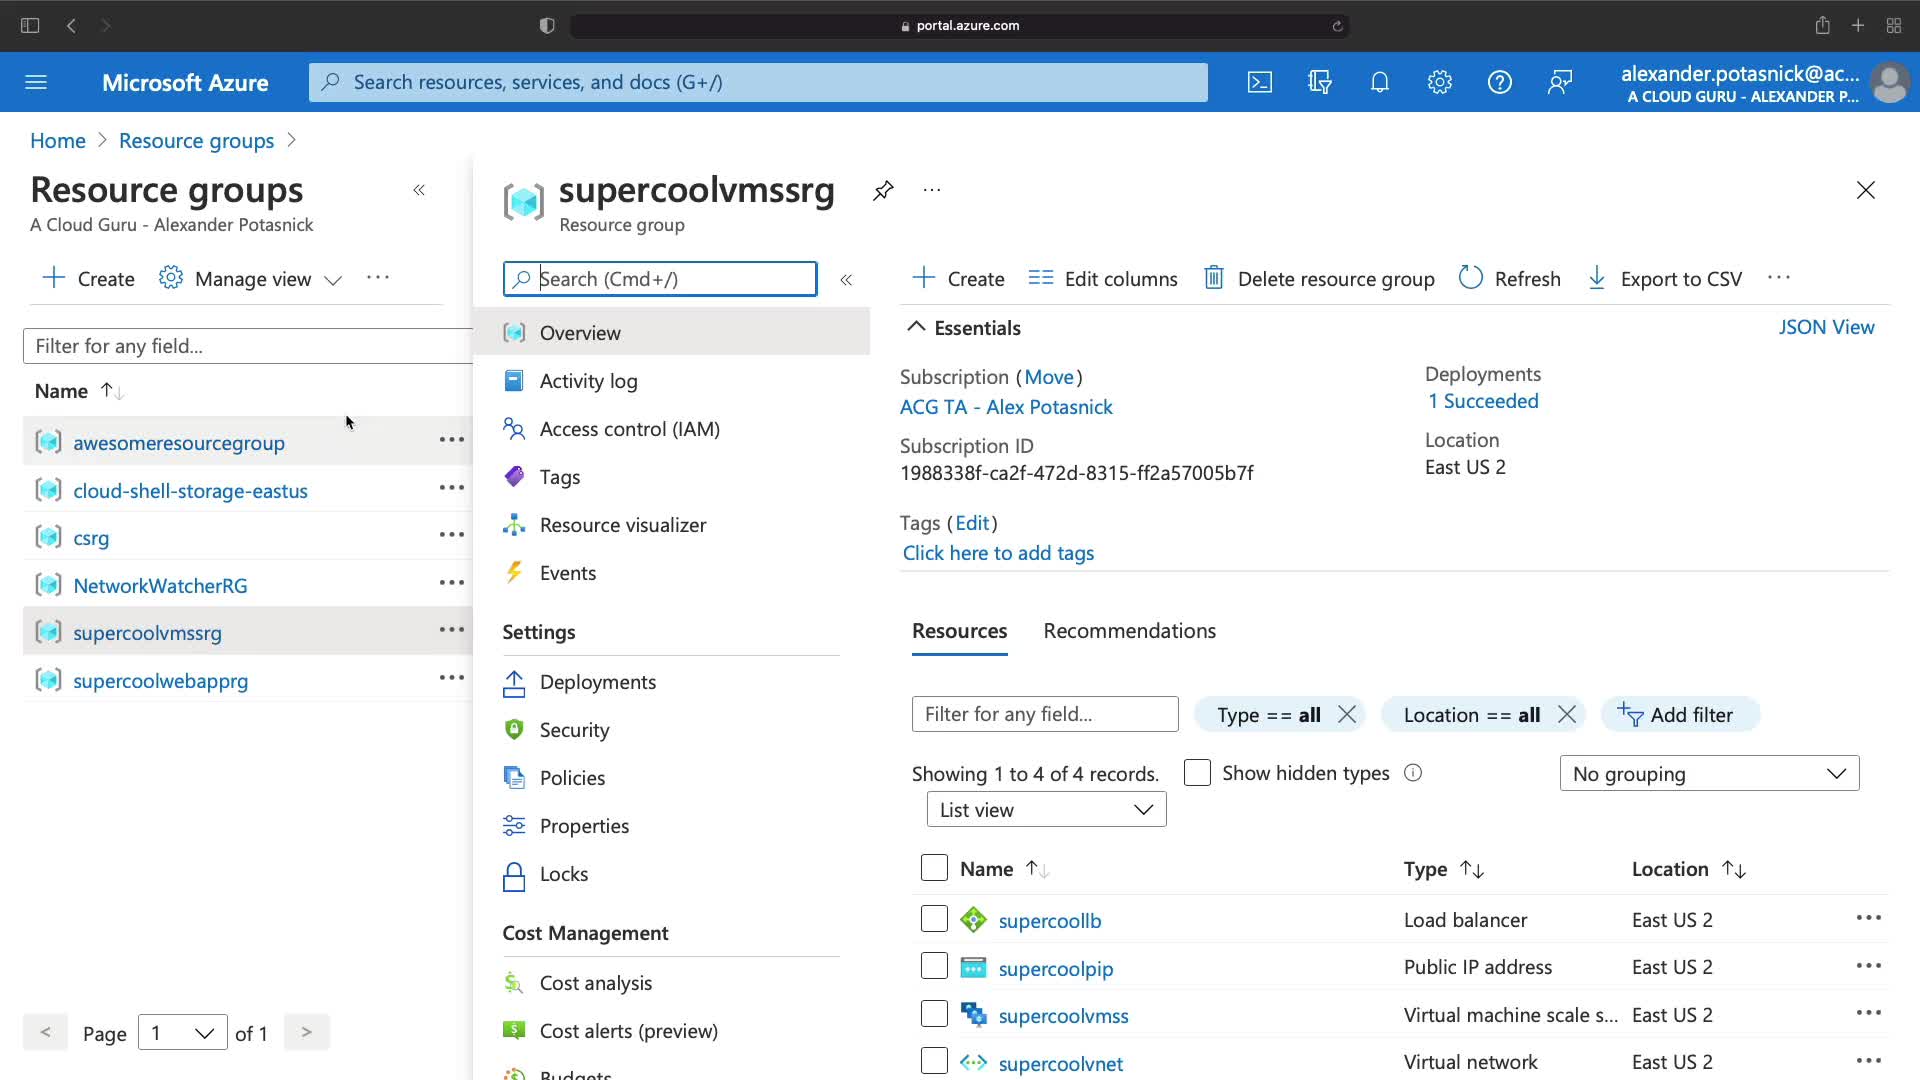 portal.azure.com
Microsoft Azure
Search resources, services, and docs (G+/)
alexander.potasnick@ac...
A CLOUD GURU - ALEXANDER P...
Home > Resource groups >
Resource groups
A Cloud Guru - Alexander Potasnick
+ Create Manage view ...
Filter for any field...
Name
awesomeresourcegroup
cloud-shell-storage-eastus
csrg
NetworkWatcherRG
supercoolvmssrg
supercoolwebapprg
< Page 1 of 1 >
supercoolvmssrg
Resource group
Search (Cmd+/)
Overview
Activity log
Access control (IAM)
Tags
Resource visualizer
Events
Settings
Deployments
Security
Policies
Properties
Locks
Cost Management
Cost analysis
Cost alerts (preview)
Budgets
+ Create Edit columns Delete resource group Refresh Export to CSV ...
Essentials
JSON View
Subscription (Move)
ACG TA - Alex Potasnick
Subscription ID
1988338f-ca2f-472d-8315-ff2a57005b7f
Deployments
1 Succeeded
Location
East US 2
Tags (Edit)
Click here to add tags
Resources Recommendations
Filter for any field... Type == all Location == all Add filter
Showing 1 to 4 of 4 records. Show hidden types No grouping
List view
Name Type Location
supercoollb Load balancer East US 2
supercoolpip Public IP address East US 2
supercoolvmss Virtual machine scale s... East US 2
supercoolvnet Virtual network East US 2